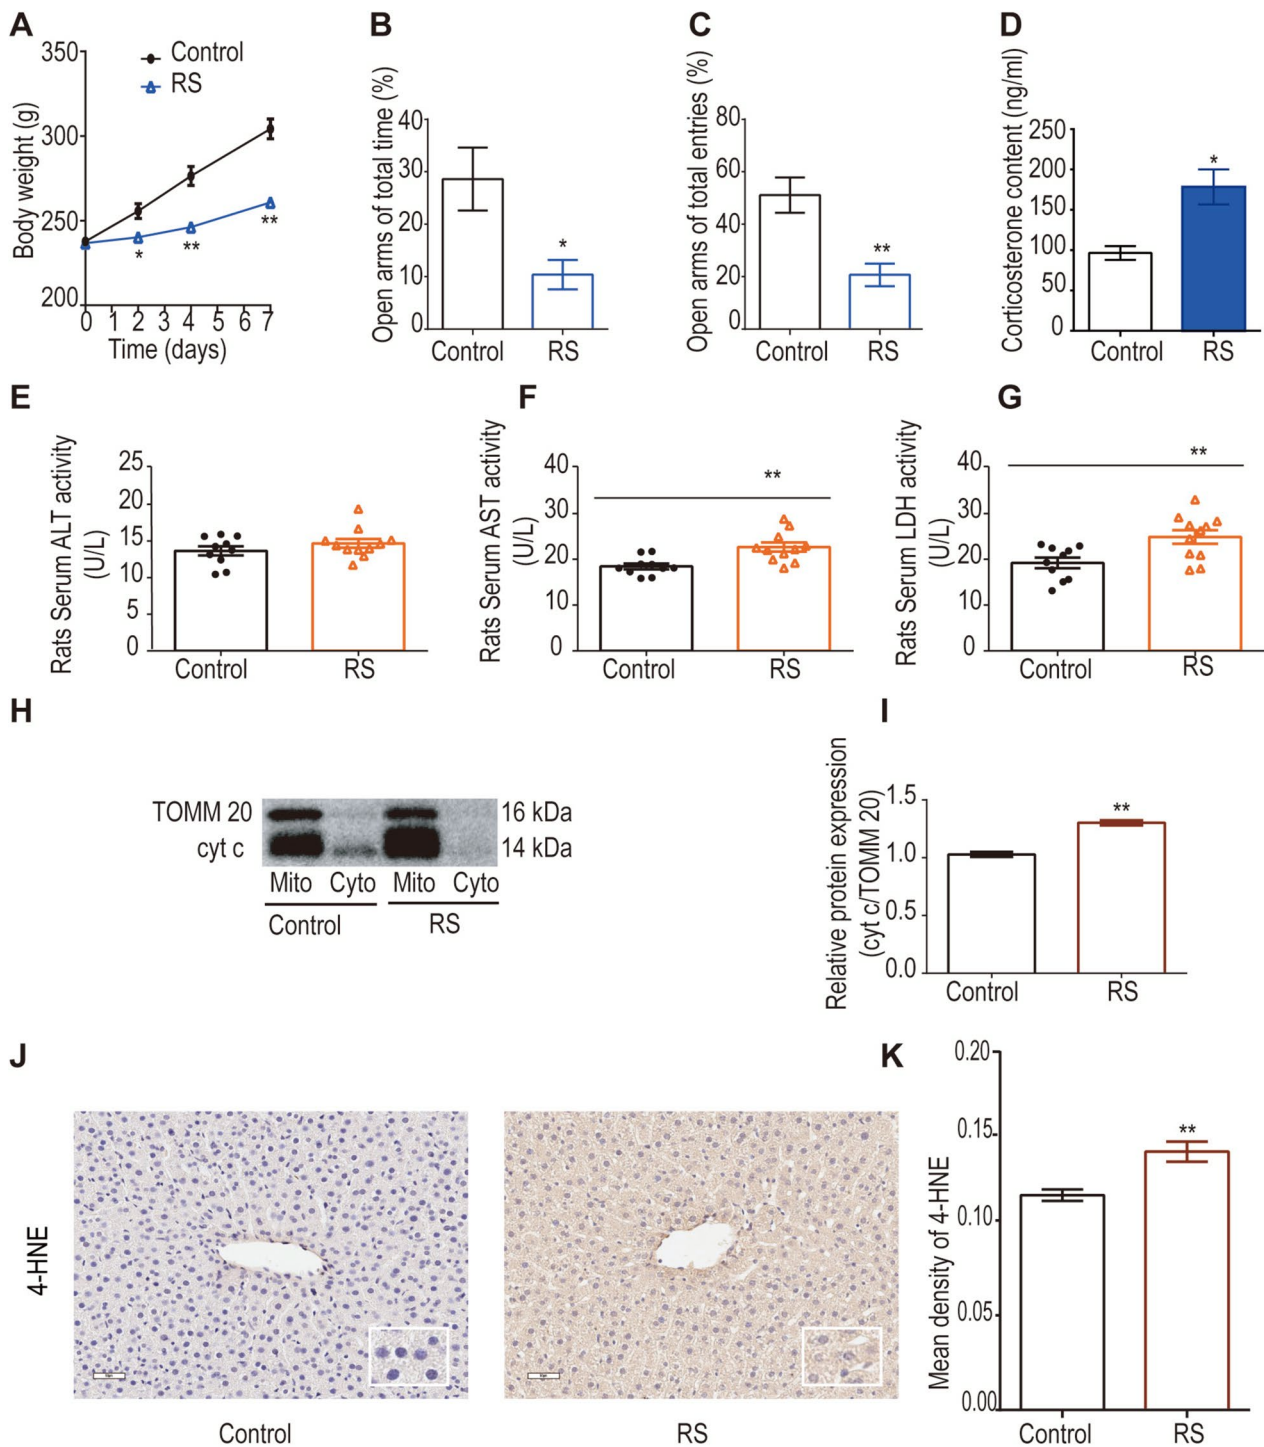 A
350
300
250
200
Body weight (g)
Control
RS
*
**
**
0 1 2 4 5 6 7
Time (days)
B
Open arms of total time (%)
40
30
20
10
0
*
Control RS
C
Open arms of total entries (%)
80
60
40
20
0
**
Control RS
D
Corticosterone content (ng/ml)
250
200
150
100
50
0
*
Control RS
E
Rats Serum ALT activity
(U/L)
25
20
15
10
5
0
Control RS
F
Rats Serum AST activity
(U/L)
40
30
20
10
0
**
Control RS
G
Rats Serum LDH activity
(U/L)
40
30
20
10
0
**
Control RS
H
TOMM 20 16 kDa
cyt c 14 kDa
Mito Cyto Mito Cyto
Control RS
I
Relative protein expression
(cyt c/TOMM 20)
1.5
1.0
0.5
0.0
**
Control RS
J
4-HNE
Control RS
K
Mean density of 4-HNE
0.20
0.15
0.10
0.05
0.00
**
Control RS